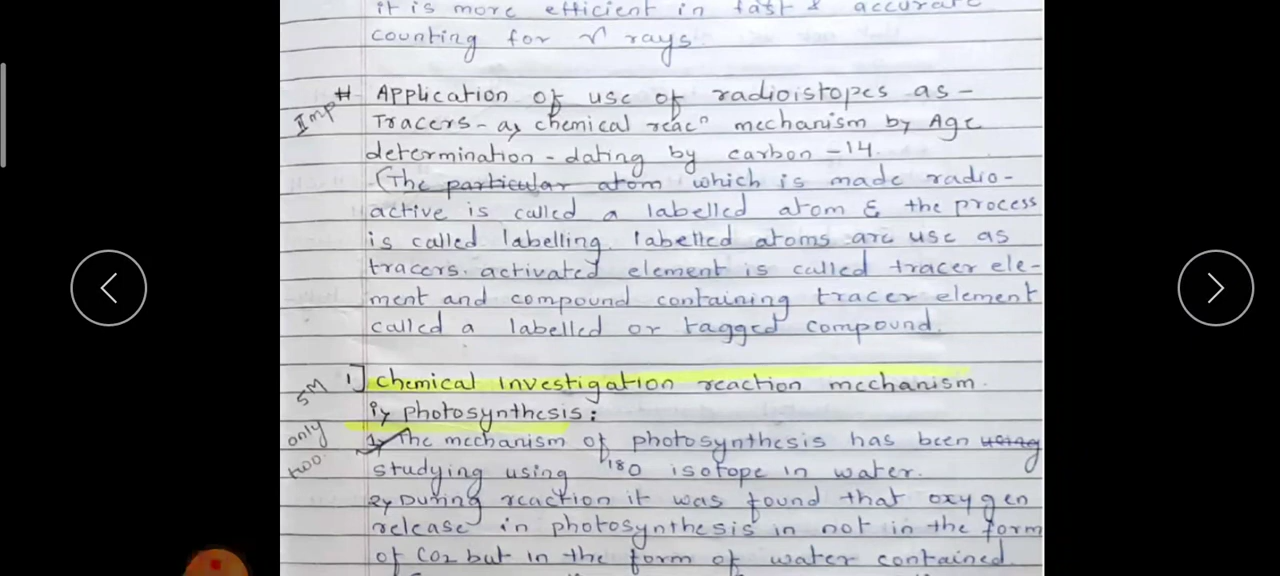 it is more efficient in fast & accurate
counting for γ rays
Imp # Application of use of radioistopes as -
Tracers - as chemical reacⁿ mechanism by Age
determination - dating by carbon - 14.
(The particular atom which is made radio-
active is called a labelled atom & the process
is called labelling. labelled atoms are use as
tracers. activated element is called tracer ele-
ment and compound containing tracer element
called a labelled or tagged compound.
5M 1] chemical investigation reaction mechanism.
i> photosynthesis :
only 1> The mechanism of photosynthesis has been using
studying using ¹⁸O isotope in water.
2> During reaction it was found that oxygen
release in photosynthesis in not in the form
of CO2 but in the form of water contained